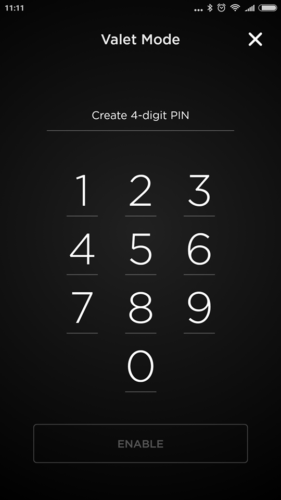 11:11
Valet Mode
Create 4-digit PIN
1 2 3
4 5 6
7 8 9
0
ENABLE